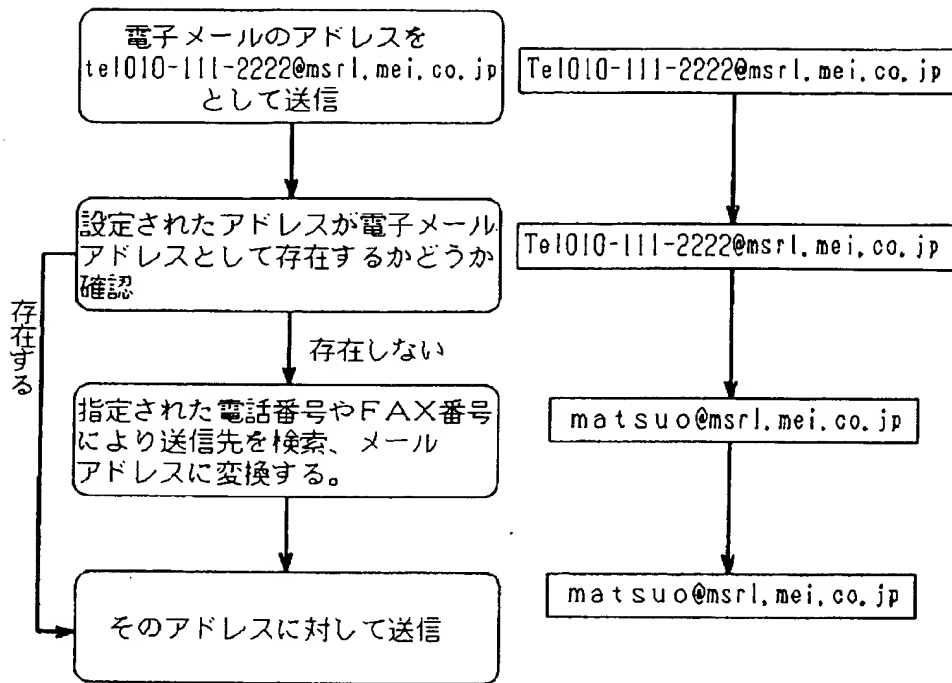 電子メールのアドレスを
tel010-111-2222@msrl.mei.co.jp
として送信
Tel010-111-2222@msrl.mei.co.jp
設定されたアドレスが電子メール
アドレスとして存在するかどうか
確認
Tel010-111-2222@msrl.mei.co.jp
存在する
存在しない
指定された電話番号やFAX番号
により送信先を検索、メール
アドレスに変換する。
matsuo@msrl.mei.co.jp
そのアドレスに対して送信
matsuo@msrl.mei.co.jp